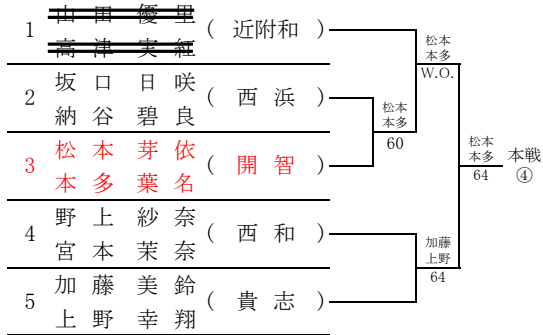 山田優里
1 (近附和)
高津実紅
坂口日咲
2 (西浜)
納谷碧良
松本芽依
3 (開智)
本多葉名
野上紗奈
4 (西和)
宮本茉奈
加藤美鈴
5 (貴志)
上野幸翔
松本
本多
W.O.
松本
本多
60
松本
本多
64
本戦
④
加藤
上野
64